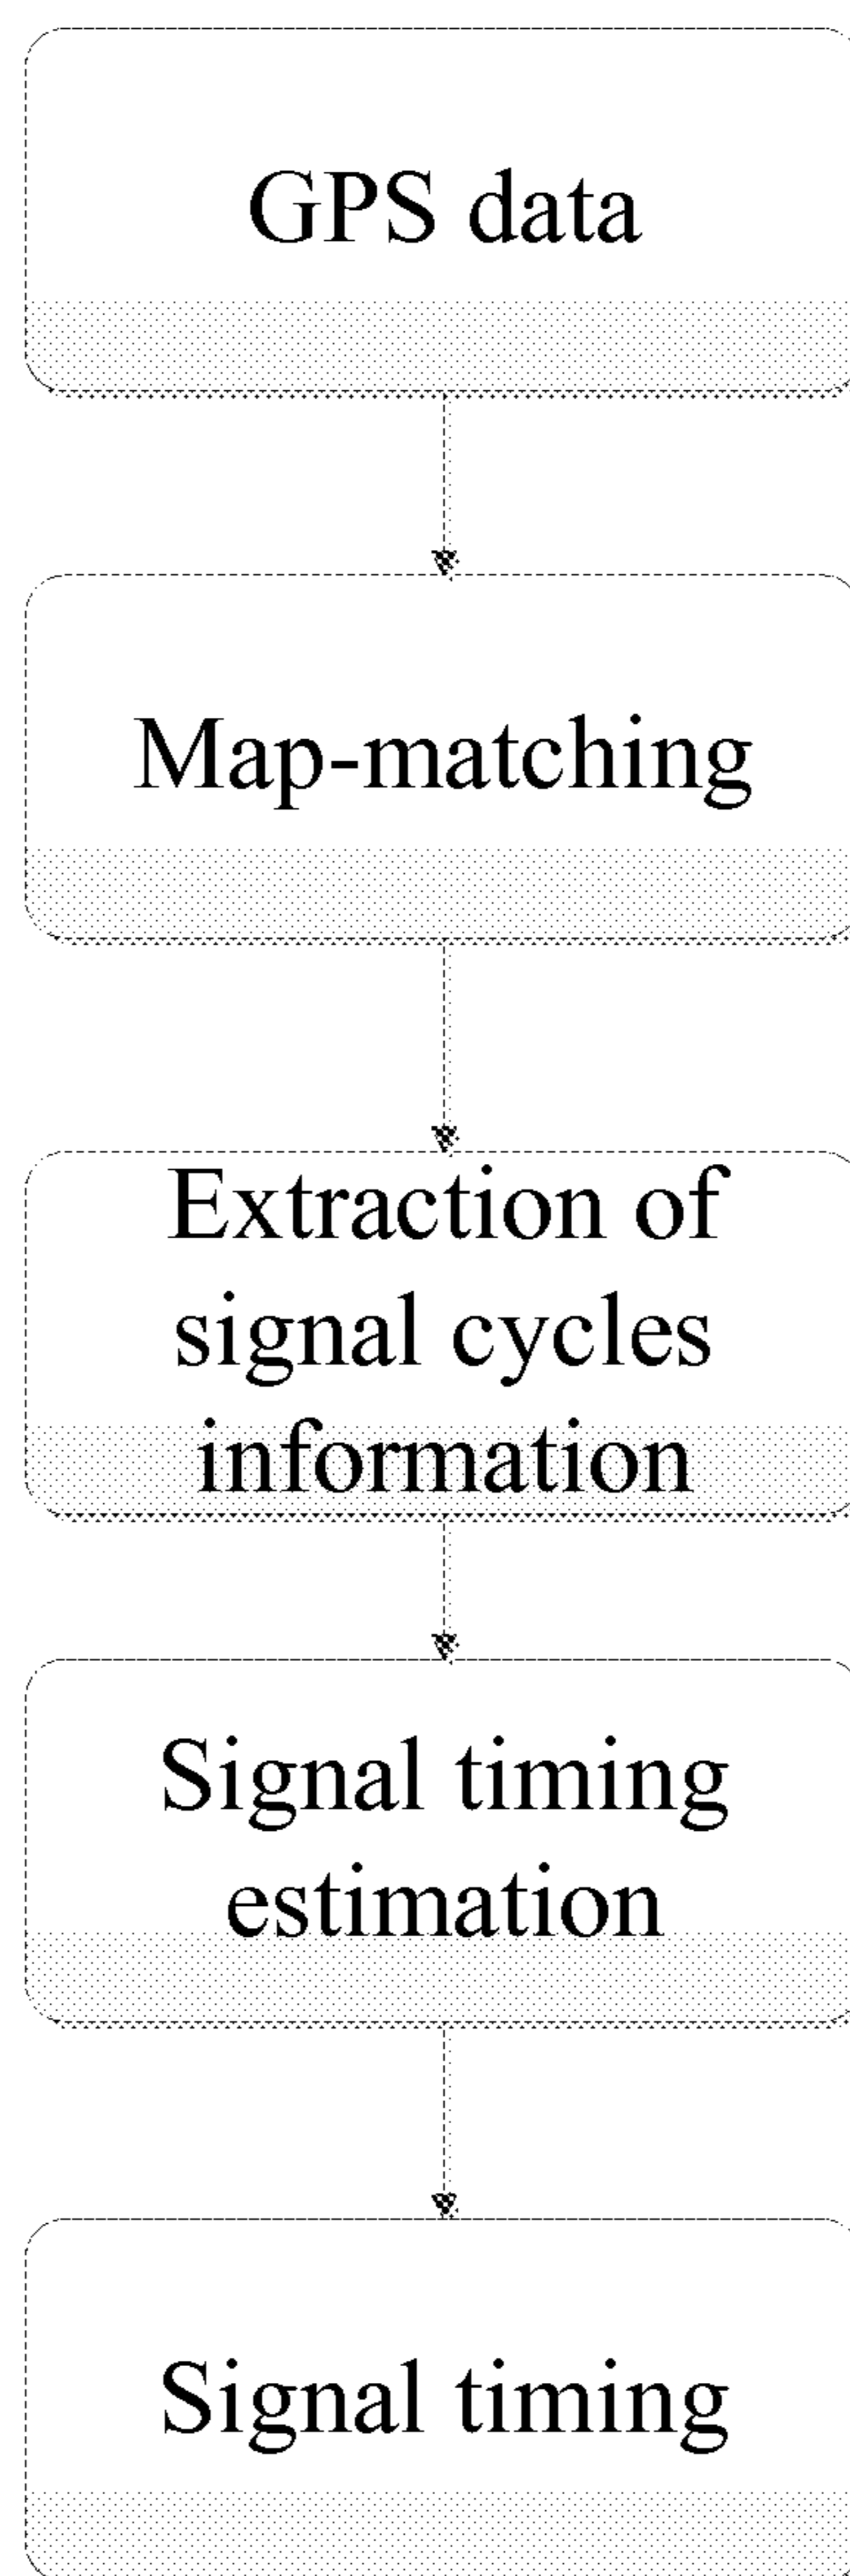 GPS data
Map-matching
Extraction of
signal cycles
information
Signal timing
estimation
Signal timing